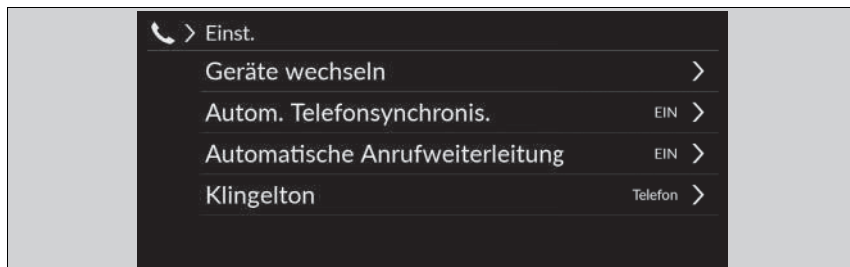 Einst.
Geräte wechseln
Autom. Telefonsynchronis. EIN
Automatische Anrufweiterleitung EIN
Klingelton Telefon